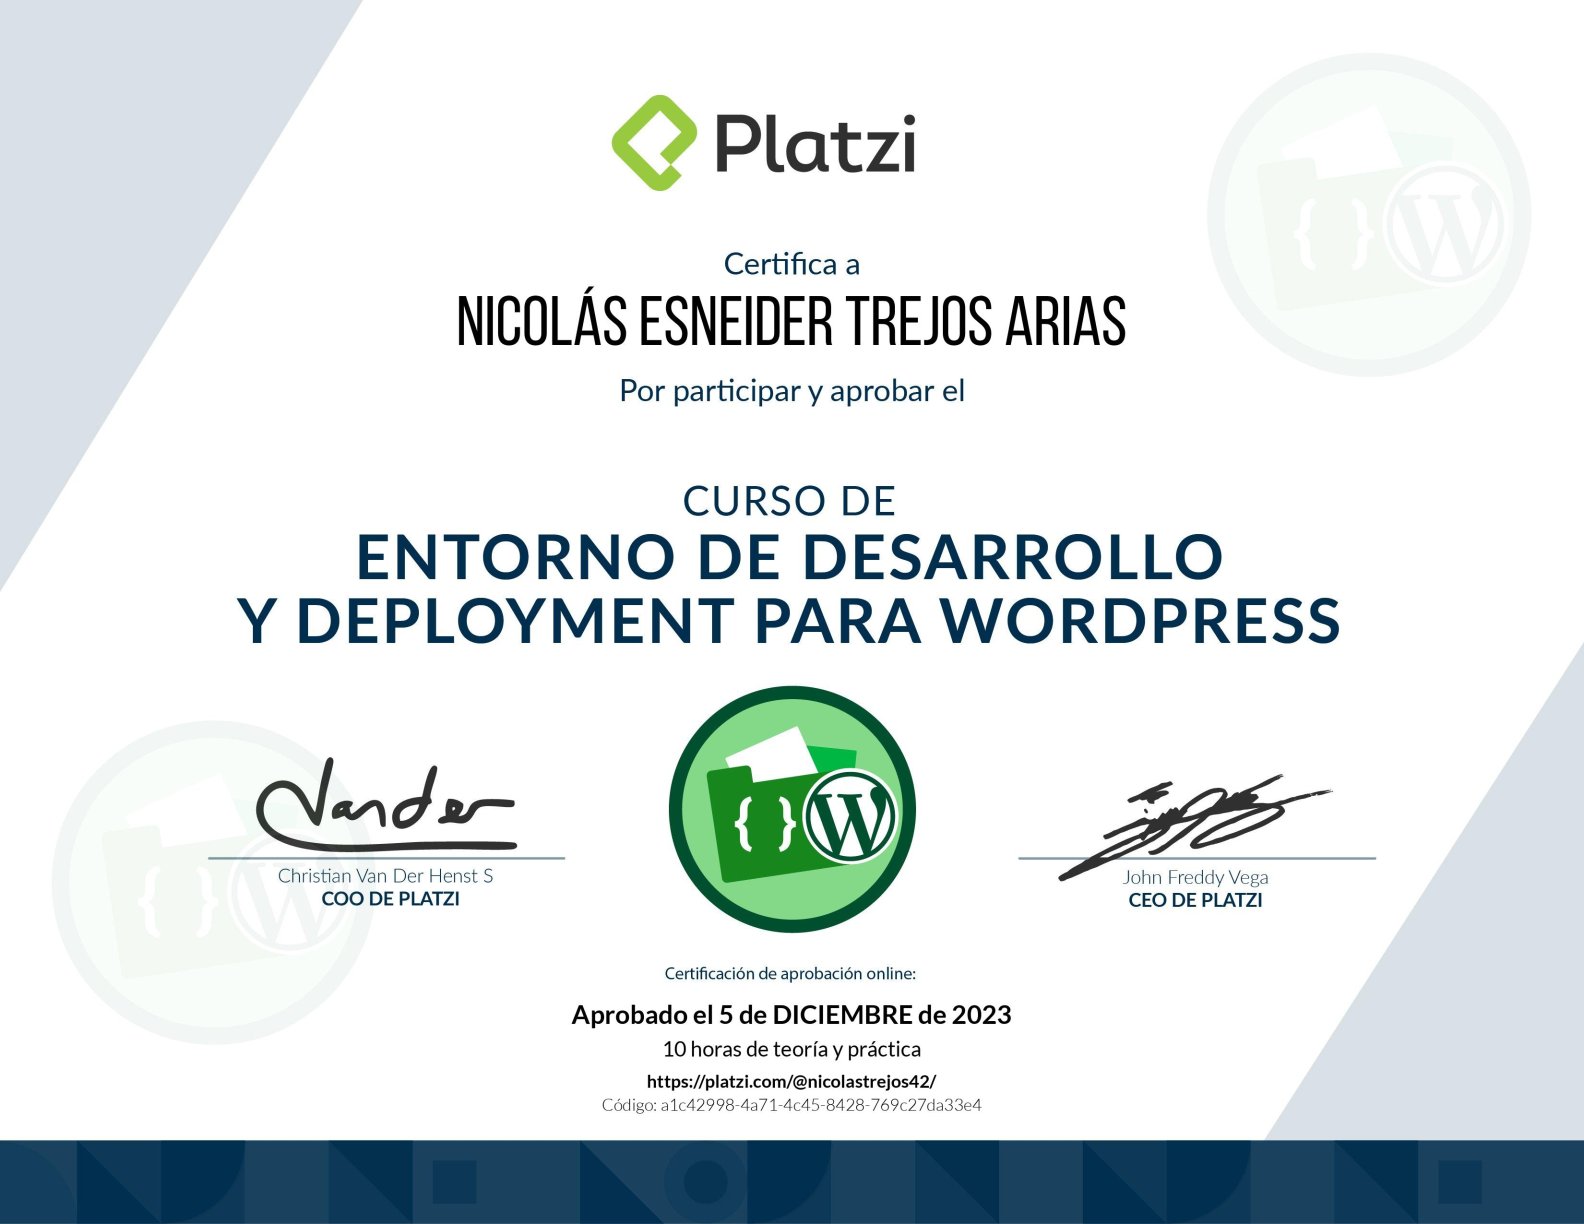 Platzi
Certifica a
NICOLÁS ESNEIDER TREJOS ARIAS
Por participar y aprobar el
CURSO DE
ENTORNO DE DESARROLLO
Y DEPLOYMENT PARA WORDPRESS
Vander
Christian Van Der Henst S
COO DE PLATZI
{ } W
John Freddy Vega
CEO DE PLATZI
Certificación de aprobación online:
Aprobado el 5 de DICIEMBRE de 2023
10 horas de teoría y práctica
https://platzi.com/@nicolastrejos42/
Código: a1c42998-4a71-4c45-8428-769c27da33e4